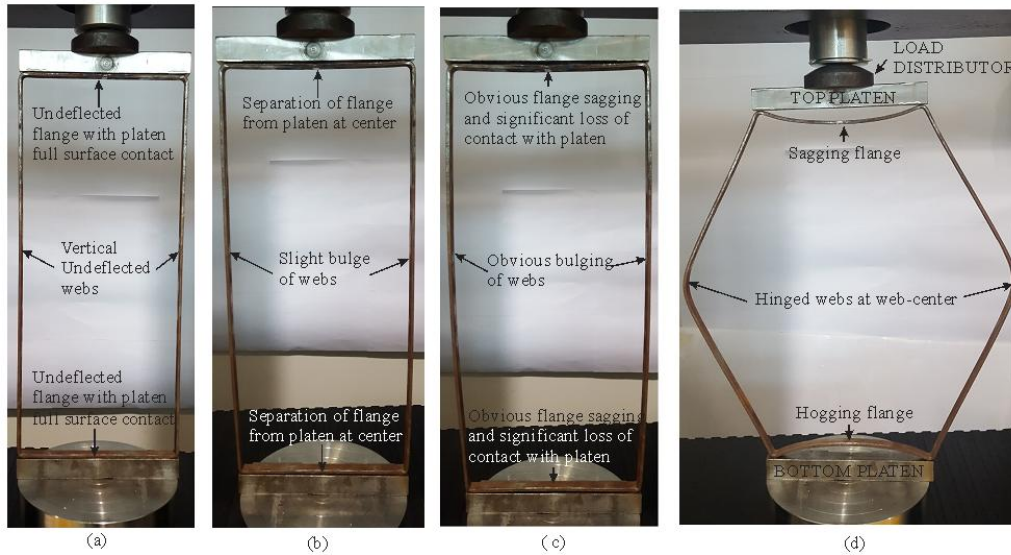 Undeflected
flange with platen
full surface contact
Vertical
Undeflected
webs
Undeflected
flange with platen
full surface contact
(a)
Separation of flange
from platen at center
Slight bulge
of webs
Separation of flange
from platen at center
(b)
Obvious flange sagging
and significant loss of
contact with platen
Obvious bulging
of webs
Obvious flange sagging
and significant loss of
contact with platen
(c)
LOAD
DISTRIBUTOR
TOP PLATEN
Sagging flange
Hinged webs at web-center
Hogging flange
BOTTOM PLATEN
(d)